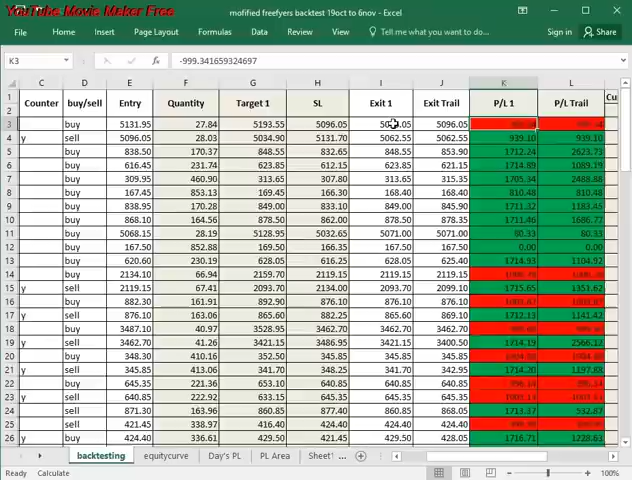 YouTube Movie Maker Free
mofified freefyers backtest 19oct to 6nov - Excel
File Home Insert Page Layout Formulas Tell me what you want to do... Sign in Share
K3 -999.341659324697
C D E F G H I J K L
1 Counter buy/sell Entry Quantity Target 1 SL Exit 1 Exit Trail P/L 1 P/L Trail Cu
2
3 buy 5131.95 27.84 5193.55 5096.05 5096.05
4 y sell 5096.05 28.03 5034.90 5131.70 5062.55 5062.55 939.10 939.10
5 buy 838.50 170.37 848.55 832.65 848.55 853.90 1712.24 2623.73
6 buy 616.45 231.74 623.85 612.15 623.85 621.15 1714.89 1089.19
7 buy 309.95 460.90 313.65 307.80 313.65 315.35 1705.34 2488.88
8 buy 167.45 853.13 169.45 166.30 168.40 168.40 810.48 810.48
9 buy 838.95 170.28 849.00 833.10 849.00 845.90 1711.32 1183.45
10 buy 868.10 164.56 878.50 862.00 878.50 878.35 1711.46 1686.77
11 buy 5068.15 28.19 5128.95 5032.65 5071.00 5071.00 80.33 80.33
12 buy 167.50 852.88 169.50 166.35 167.50 167.50 0.00 0.00
13 buy 620.60 230.19 628.05 616.25 628.05 625.40 1714.93 1104.92
14 buy 2134.10 66.94 2159.70 2119.15 2119.15 2119.15
15 y sell 2119.15 67.41 2093.70 2134.00 2093.70 2099.10 1715.65 1351.62
16 buy 882.30 161.91 892.90 876.10 876.10 876.10
17 y sell 876.10 163.06 865.60 882.25 865.60 869.10 1712.13 1141.42
18 buy 3487.10 40.97 3528.95 3462.70 3462.70 3462.70
19 y sell 3462.70 41.26 3421.15 3486.95 3421.15 3400.50 1714.19 2566.12
20 buy 348.30 410.16 352.50 345.85 345.85 345.85
21 y sell 345.85 413.06 341.70 348.25 341.70 342.95 1714.20 1197.88
22 buy 645.35 221.36 653.10 640.85 640.85 640.85
23 y sell 640.85 222.92 633.15 645.35 645.35 645.35
24 sell 871.30 163.96 860.85 877.40 860.85 868.05 1713.37 532.87
25 sell 421.45 338.97 416.40 424.40 424.40 424.40
26 y buy 424.40 336.61 429.50 421.45 429.50 428.05 1716.71 1228.63
backtesting equitycurve Day's PL PL Area Sheet1 ...
Ready Calculate 100%